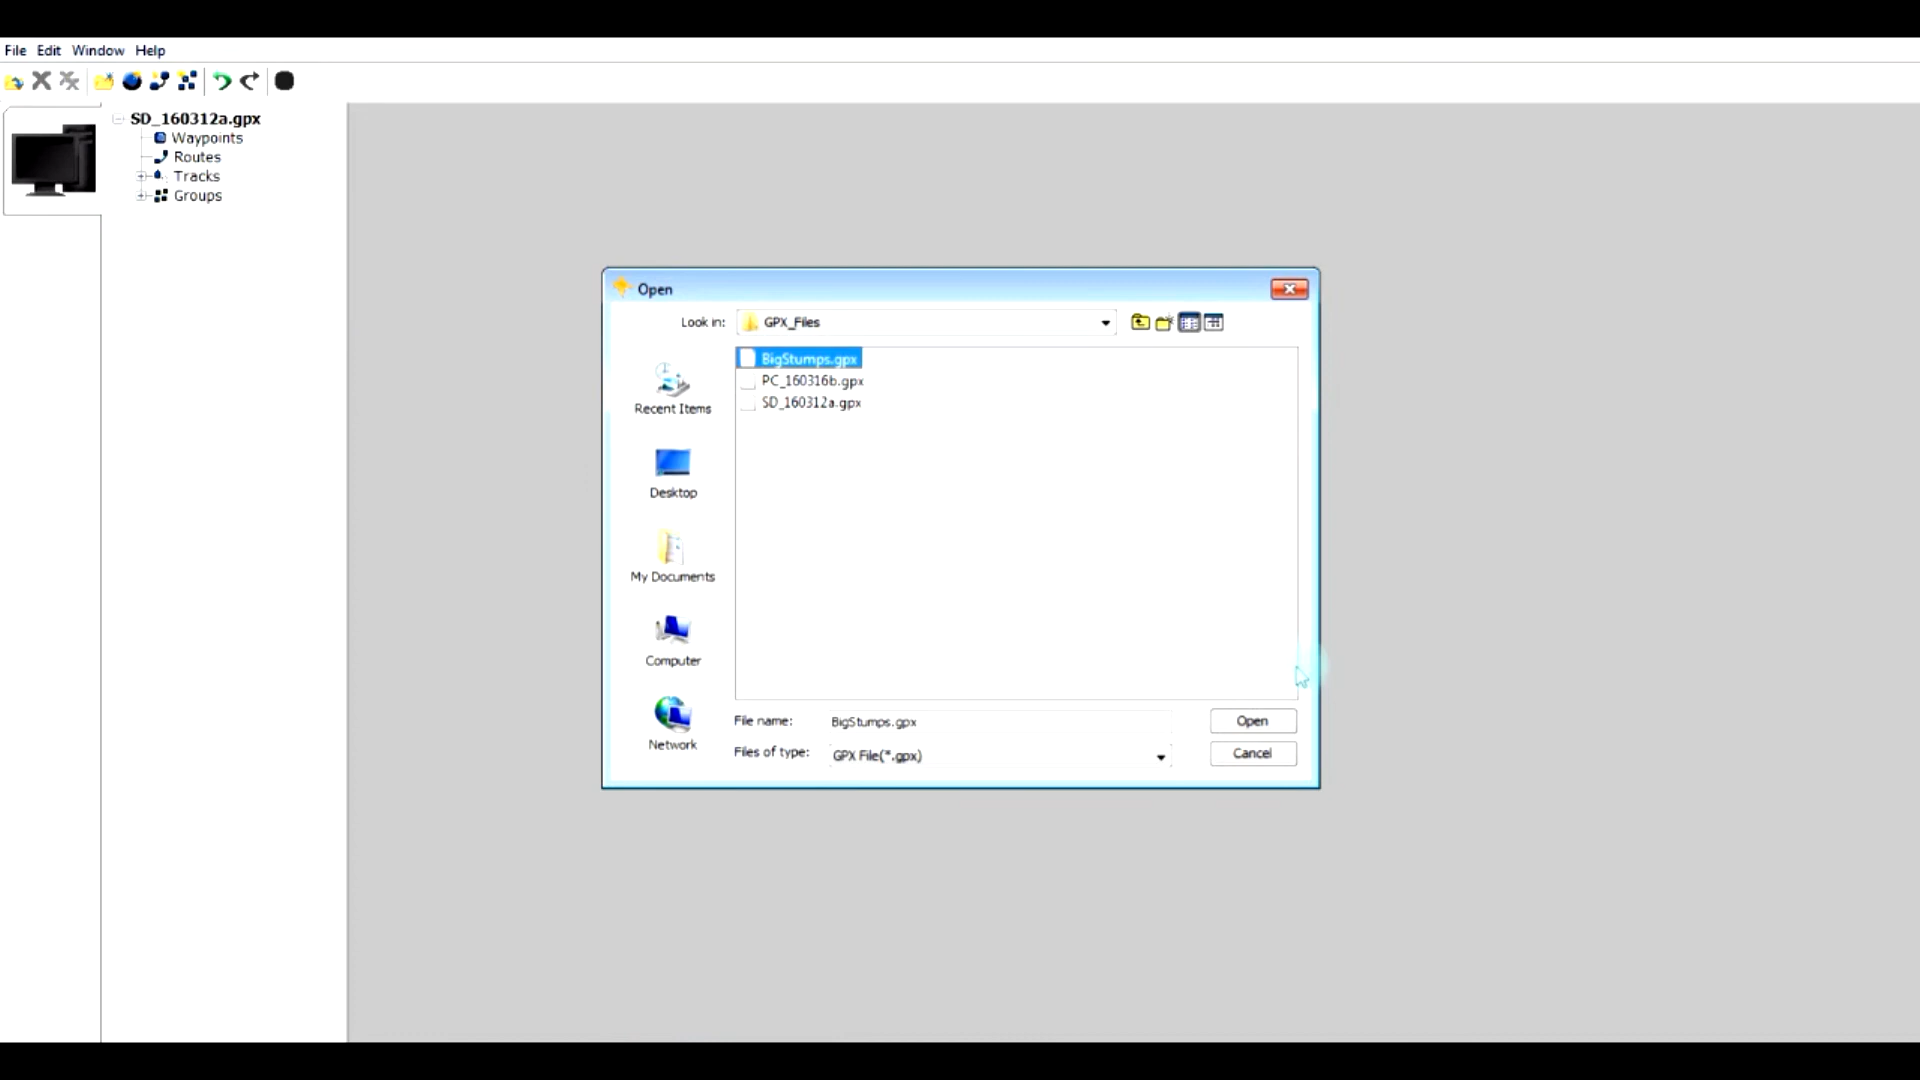 File Edit Window Help
SD_160312a.gpx
Waypoints
Routes
Tracks
Groups
Open
Look in: GPX_Files
BigStumps.gpx
PC_160316b.gpx
SD_160312a.gpx
Recent Items
Desktop
My Documents
Computer
Network
File name: BigStumps.gpx Open
Files of type: GPX File(*.gpx) Cancel